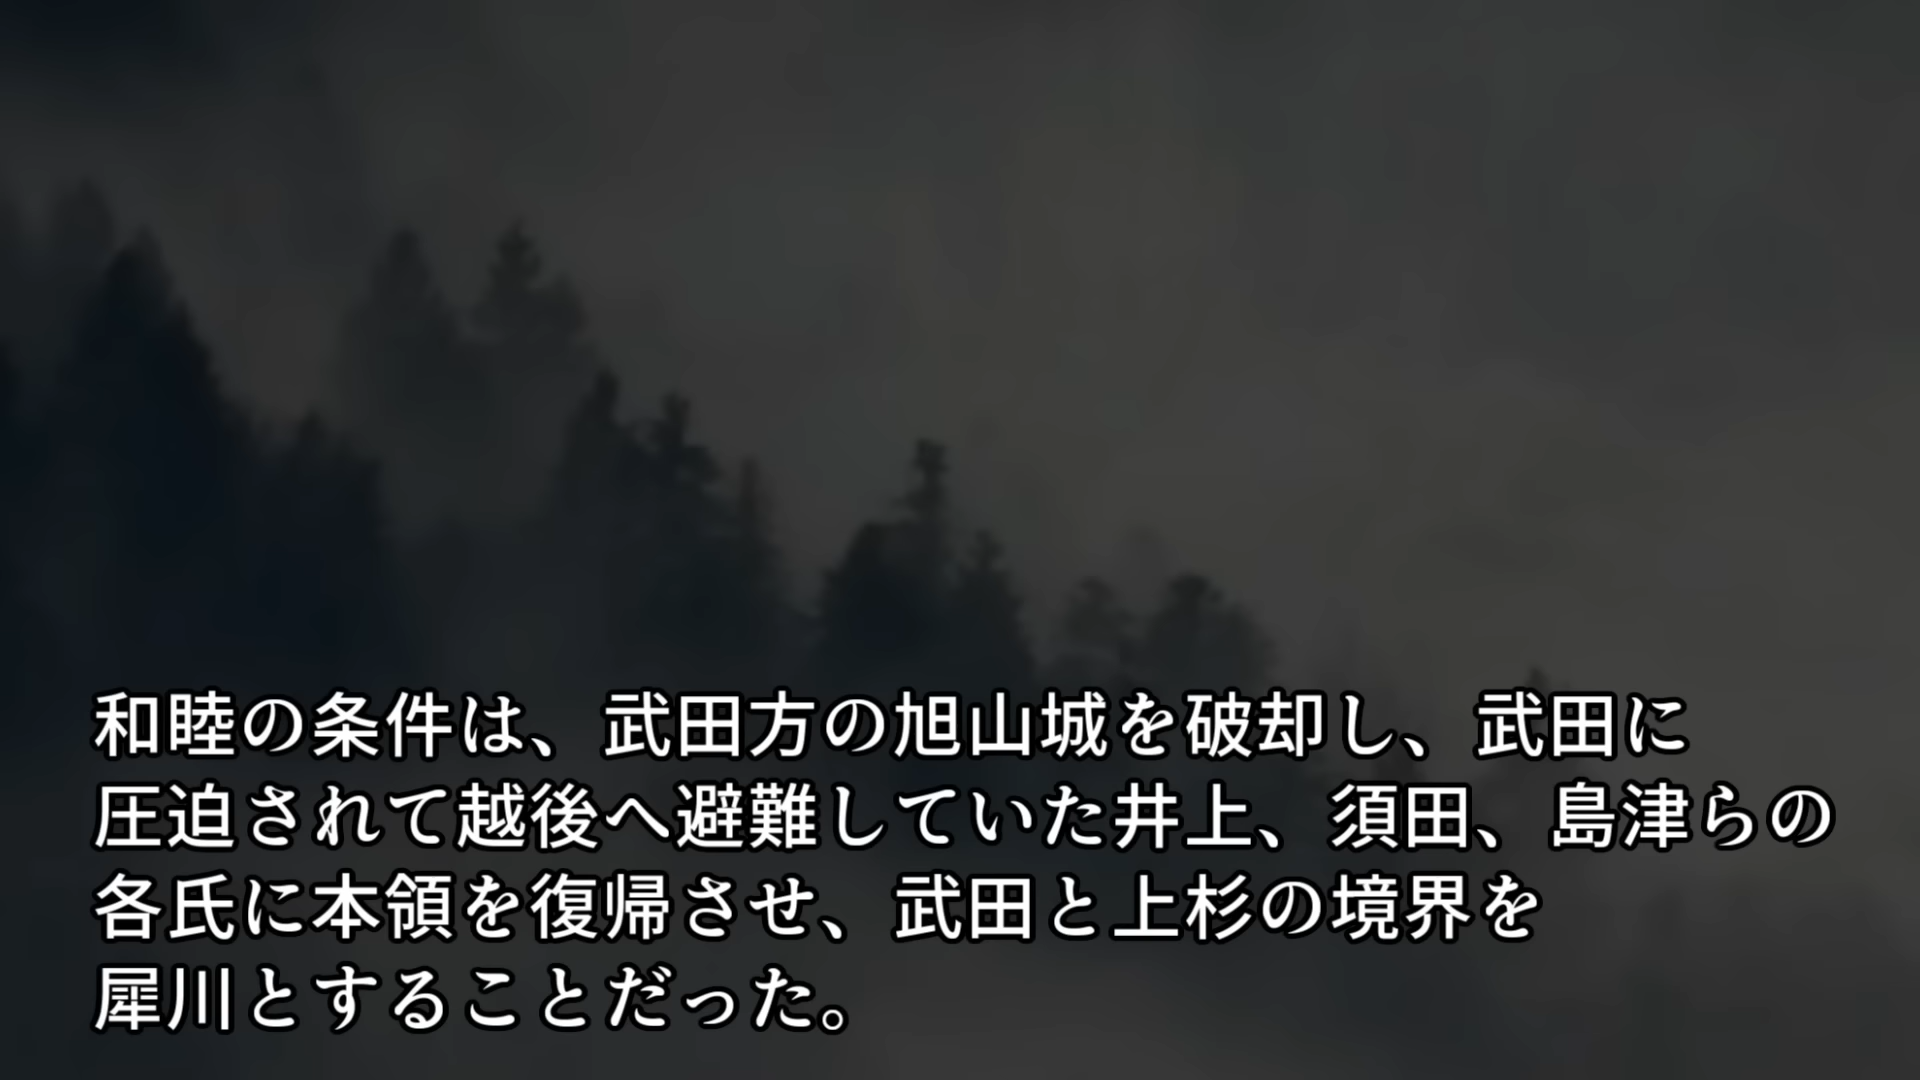 和睦の条件は、武田方の旭山城を破却し、武田に
圧迫されて越後へ避難していた井上、須田、島津らの
各氏に本領を復帰させ、武田と上杉の境界を
犀川とすることだった。